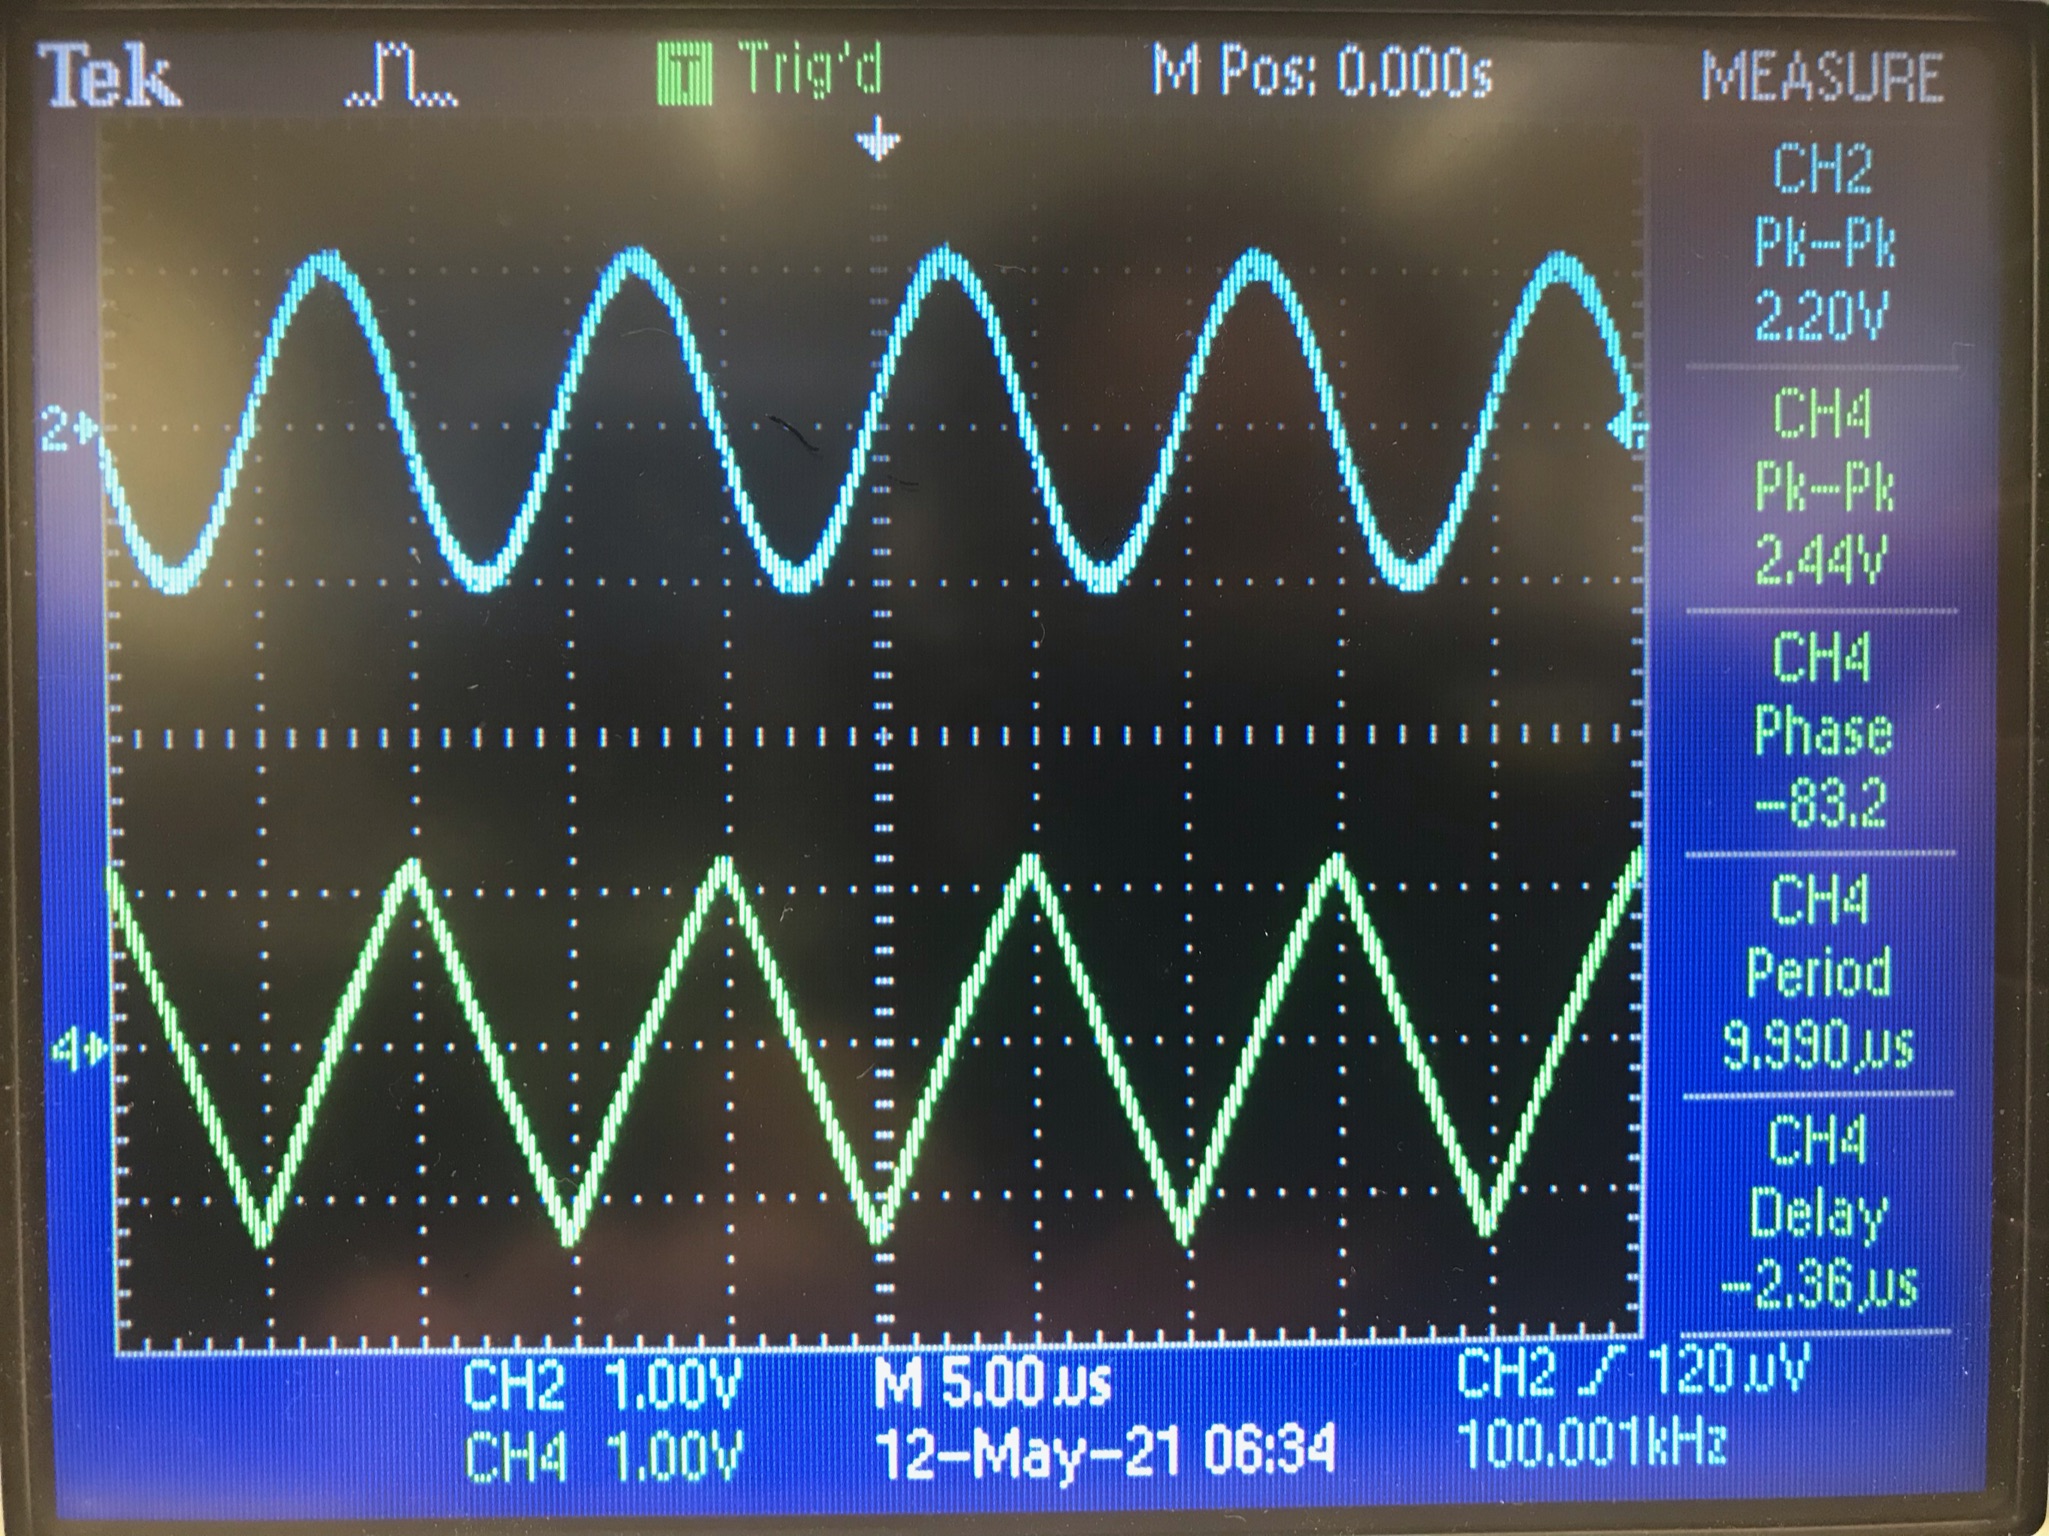 Tek Trig'd M Pos: 0.000s MEASURE
CH2
Pk-Pk
2.20V
CH4
Pk-Pk
2.44V
CH4
Phase
-83.2
CH4
Period
9.990µs
CH4
Delay
-2.36µs
2
4
CH2 1.00V M 5.00µs CH2 120µV
CH4 1.00V 12-May-21 06:34 100.001kHz